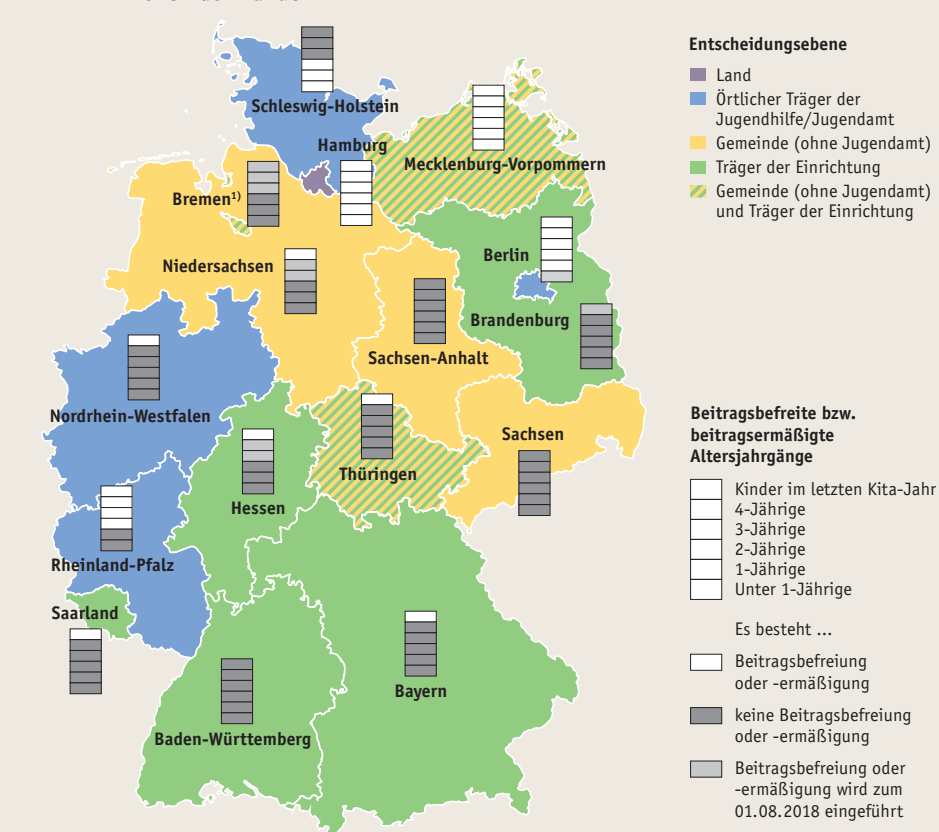 Schleswig-Holstein
Hamburg
Mecklenburg-Vorpommern
Bremen¹⁾
Niedersachsen
Berlin
Brandenburg
Sachsen-Anhalt
Nordrhein-Westfalen
Sachsen
Thüringen
Hessen
Rheinland-Pfalz
Saarland
Bayern
Baden-Württemberg
Entscheidungsebene
Land
Örtlicher Träger der
Jugendhilfe/Jugendamt
Gemeinde (ohne Jugendamt)
Träger der Einrichtung
Gemeinde (ohne Jugendamt)
und Träger der Einrichtung
Beitragsbefreite bzw.
beitragsermäßigte
Altersjahrgänge
Kinder im letzten Kita-Jahr
4-Jährige
3-Jährige
2-Jährige
1-Jährige
Unter 1-Jährige
Es besteht ...
Beitragsbefreiung
oder -ermäßigung
keine Beitragsbefreiung
oder -ermäßigung
Beitragsbefreiung oder
-ermäßigung wird zum
01.08.2018 eingeführt